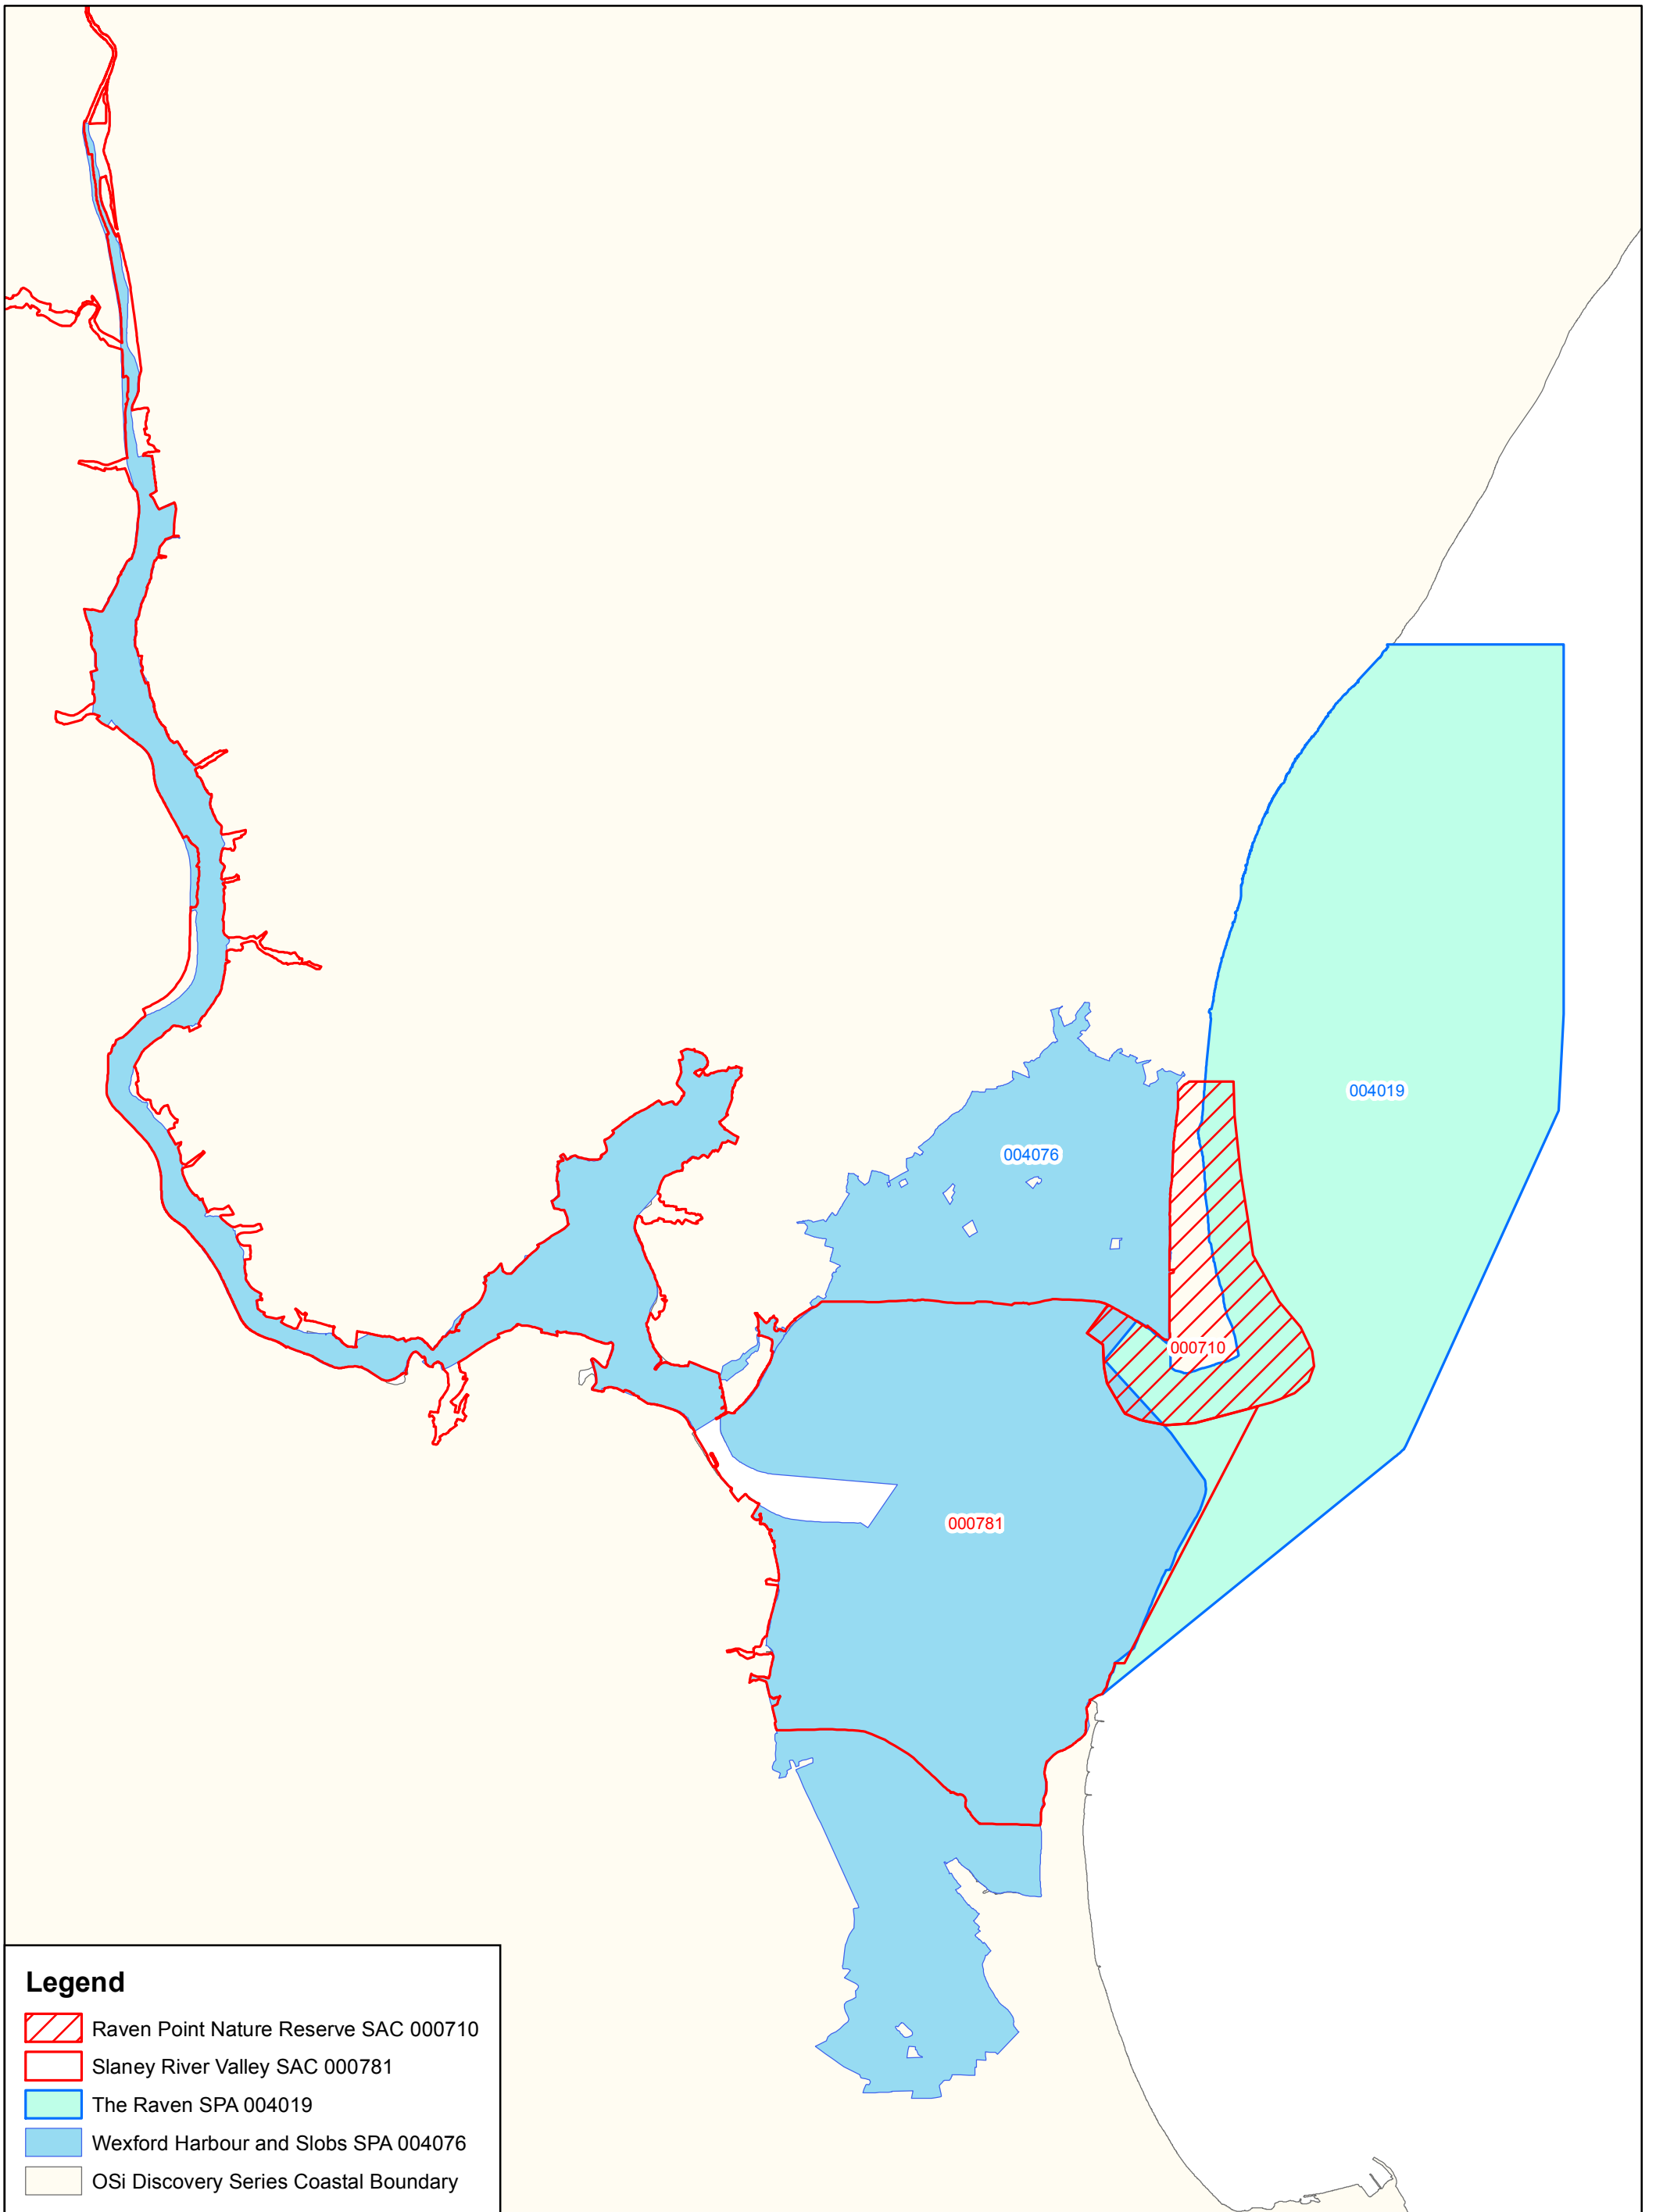 004019
004076
000710
000781
Legend
Raven Point Nature Reserve SAC 000710
Slaney River Valley SAC 000781
The Raven SPA 004019
Wexford Harbour and Slobs SPA 004076
OSi Discovery Series Coastal Boundary